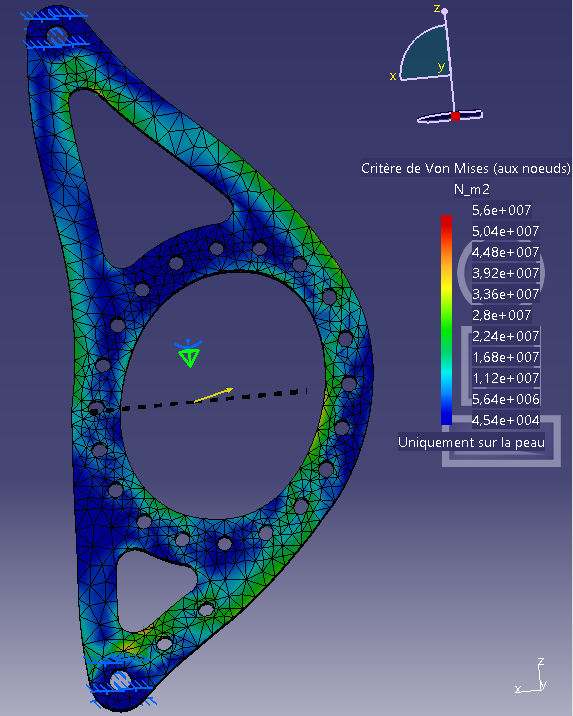 z
x
y
Critère de Von Mises (aux noeuds)
N_m2
5,6e+007
5,04e+007
4,48e+007
3,92e+007
3,36e+007
2,8e+007
2,24e+007
1,68e+007
1,12e+007
5,64e+006
4,54e+004
Uniquement sur la peau
z
x
y